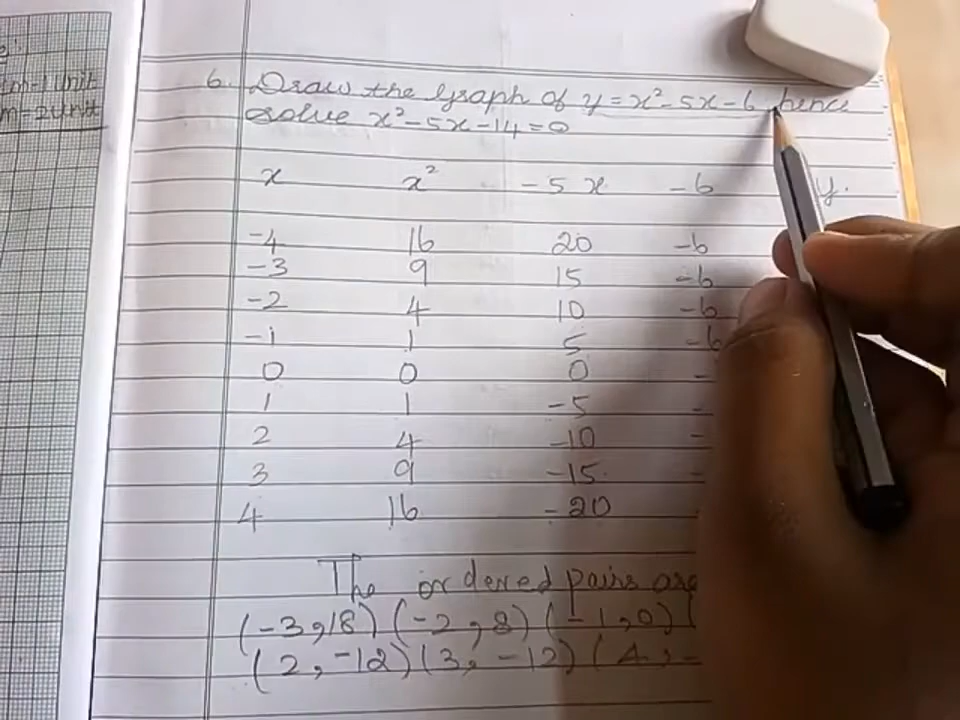 6. Draw the graph of y = x² - 5x - 6 hence
solve x² - 5x - 14 = 0
x x² -5x -6 y.
-4 16 20 -6
-3 9 15 -6
-2 4 10 -6
-1 1 5 -6
0 0 0 -
1 1 -5 -
2 4 -10 -
3 9 -15 -
4 16 -20
The ordered pairs are
(-3,18) (-2,8) (-1,0) (
(2,-12) (3,-12) (4,-